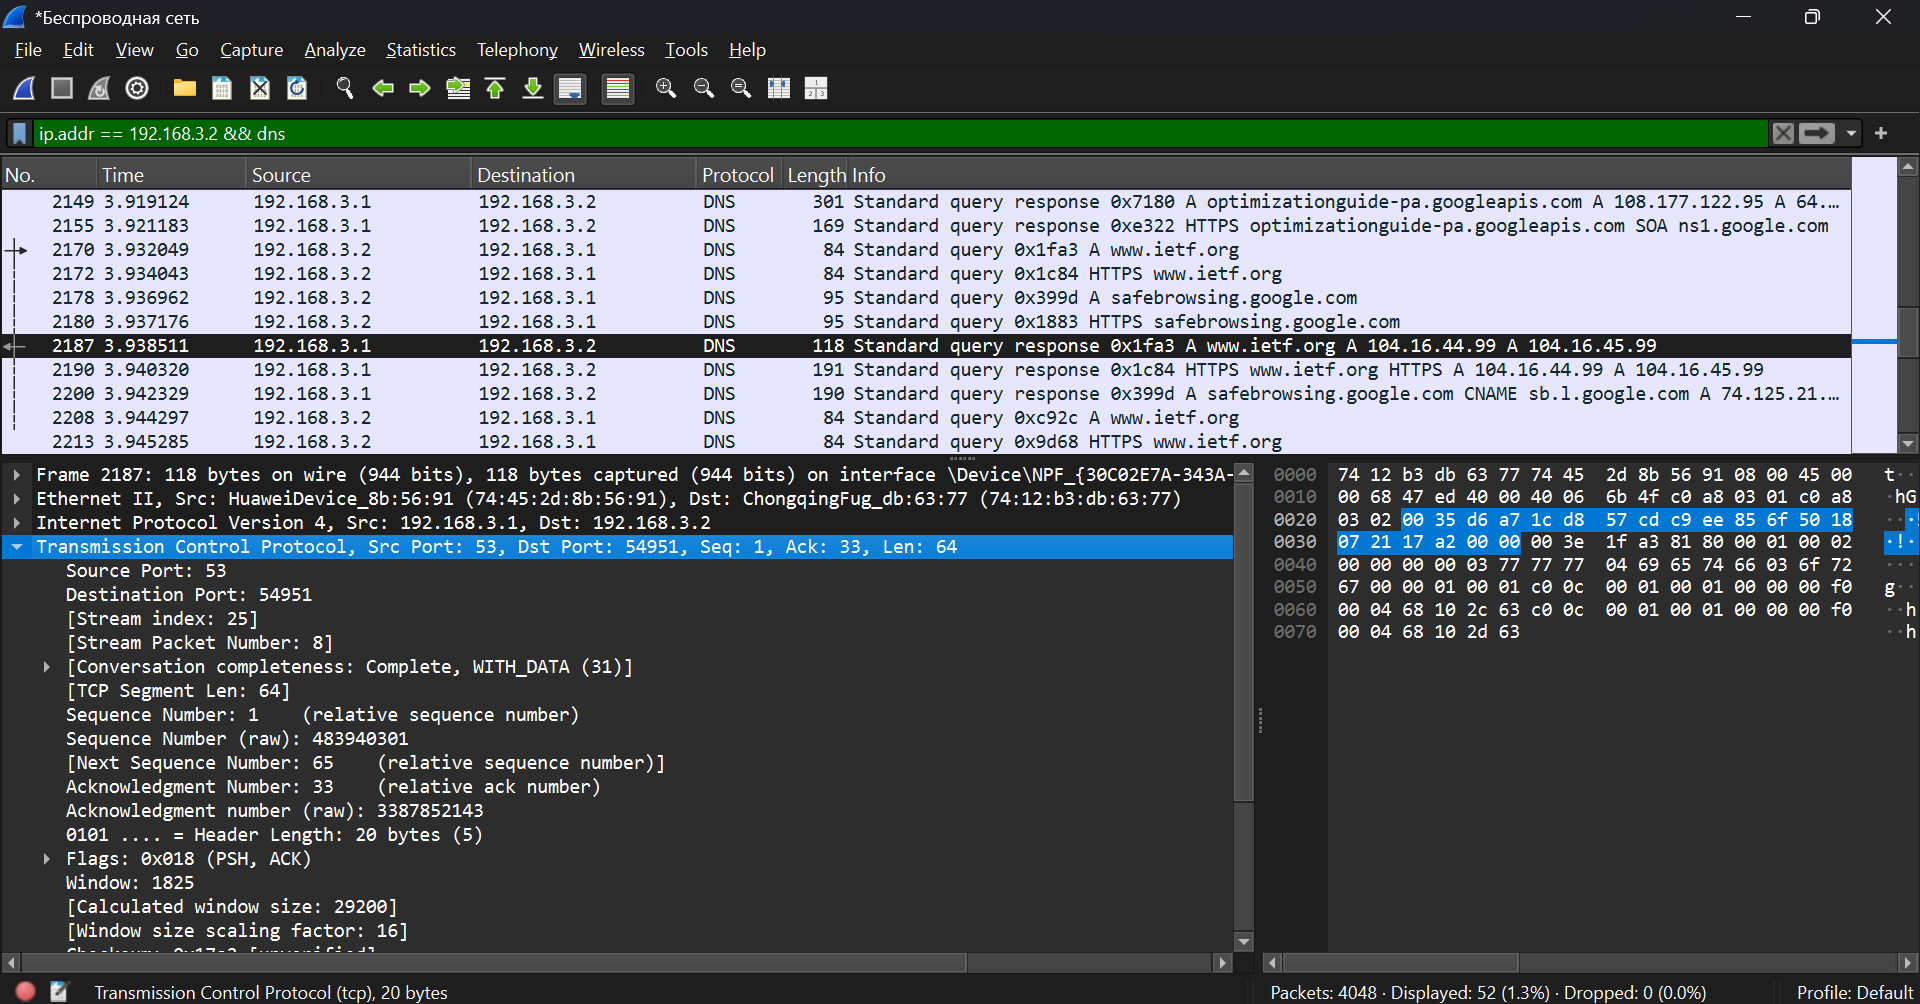 *Беспроводная сеть
File Edit View Go Capture Analyze Statistics Telephony Wireless Tools Help
ip.addr == 192.168.3.2 && dns
No. Time Source Destination Protocol Length Info
2149 3.919124 192.168.3.1 192.168.3.2 DNS 301 Standard query response 0x7180 A optimizationguide-pa.googleapis.com A 108.177.122.95 A 64.…
2155 3.921183 192.168.3.1 192.168.3.2 DNS 169 Standard query response 0xe322 HTTPS optimizationguide-pa.googleapis.com SOA ns1.google.com
2170 3.932049 192.168.3.2 192.168.3.1 DNS 84 Standard query 0x1fa3 A www.ietf.org
2172 3.934043 192.168.3.2 192.168.3.1 DNS 84 Standard query 0x1c84 HTTPS www.ietf.org
2178 3.936962 192.168.3.2 192.168.3.1 DNS 95 Standard query 0x399d A safebrowsing.google.com
2180 3.937176 192.168.3.2 192.168.3.1 DNS 95 Standard query 0x1883 HTTPS safebrowsing.google.com
2187 3.938511 192.168.3.1 192.168.3.2 DNS 118 Standard query response 0x1fa3 A www.ietf.org A 104.16.44.99 A 104.16.45.99
2190 3.940320 192.168.3.1 192.168.3.2 DNS 191 Standard query response 0x1c84 HTTPS www.ietf.org HTTPS A 104.16.44.99 A 104.16.45.99
2200 3.942329 192.168.3.1 192.168.3.2 DNS 190 Standard query response 0x399d A safebrowsing.google.com CNAME sb.l.google.com A 74.125.21.…
2208 3.944297 192.168.3.2 192.168.3.1 DNS 84 Standard query 0xc92c A www.ietf.org
2213 3.945285 192.168.3.2 192.168.3.1 DNS 84 Standard query 0x9d68 HTTPS www.ietf.org
Frame 2187: 118 bytes on wire (944 bits), 118 bytes captured (944 bits) on interface \Device\NPF_{30C02E7A-343A-
Ethernet II, Src: HuaweiDevice_8b:56:91 (74:45:2d:8b:56:91), Dst: ChongqingFug_db:63:77 (74:12:b3:db:63:77)
Internet Protocol Version 4, Src: 192.168.3.1, Dst: 192.168.3.2
Transmission Control Protocol, Src Port: 53, Dst Port: 54951, Seq: 1, Ack: 33, Len: 64
Source Port: 53
Destination Port: 54951
[Stream index: 25]
[Stream Packet Number: 8]
[Conversation completeness: Complete, WITH_DATA (31)]
[TCP Segment Len: 64]
Sequence Number: 1 (relative sequence number)
Sequence Number (raw): 483940301
[Next Sequence Number: 65 (relative sequence number)]
Acknowledgment Number: 33 (relative ack number)
Acknowledgment number (raw): 3387852143
0101 .... = Header Length: 20 bytes (5)
Flags: 0x018 (PSH, ACK)
Window: 1825
[Calculated window size: 29200]
[Window size scaling factor: 16]
0000 74 12 b3 db 63 77 74 45 2d 8b 56 91 08 00 45 00 t··
0010 00 68 47 ed 40 00 40 06 6b 4f c0 a8 03 01 c0 a8 ·hG
0020 03 02 00 35 d6 a7 1c d8 57 cd c9 ee 85 6f 50 18 ···
0030 07 21 17 a2 00 00 00 3e 1f a3 81 80 00 01 00 02 ·!·
0040 00 00 00 00 03 77 77 77 04 69 65 74 66 03 6f 72 ···
0050 67 00 00 01 00 01 c0 0c 00 01 00 01 00 00 00 f0 g··
0060 00 04 68 10 2c 63 c0 0c 00 01 00 01 00 00 00 f0 ··h
0070 00 04 68 10 2d 63 ··h
Transmission Control Protocol (tcp), 20 bytes
Packets: 4048 · Displayed: 52 (1.3%) · Dropped: 0 (0.0%)
Profile: Default